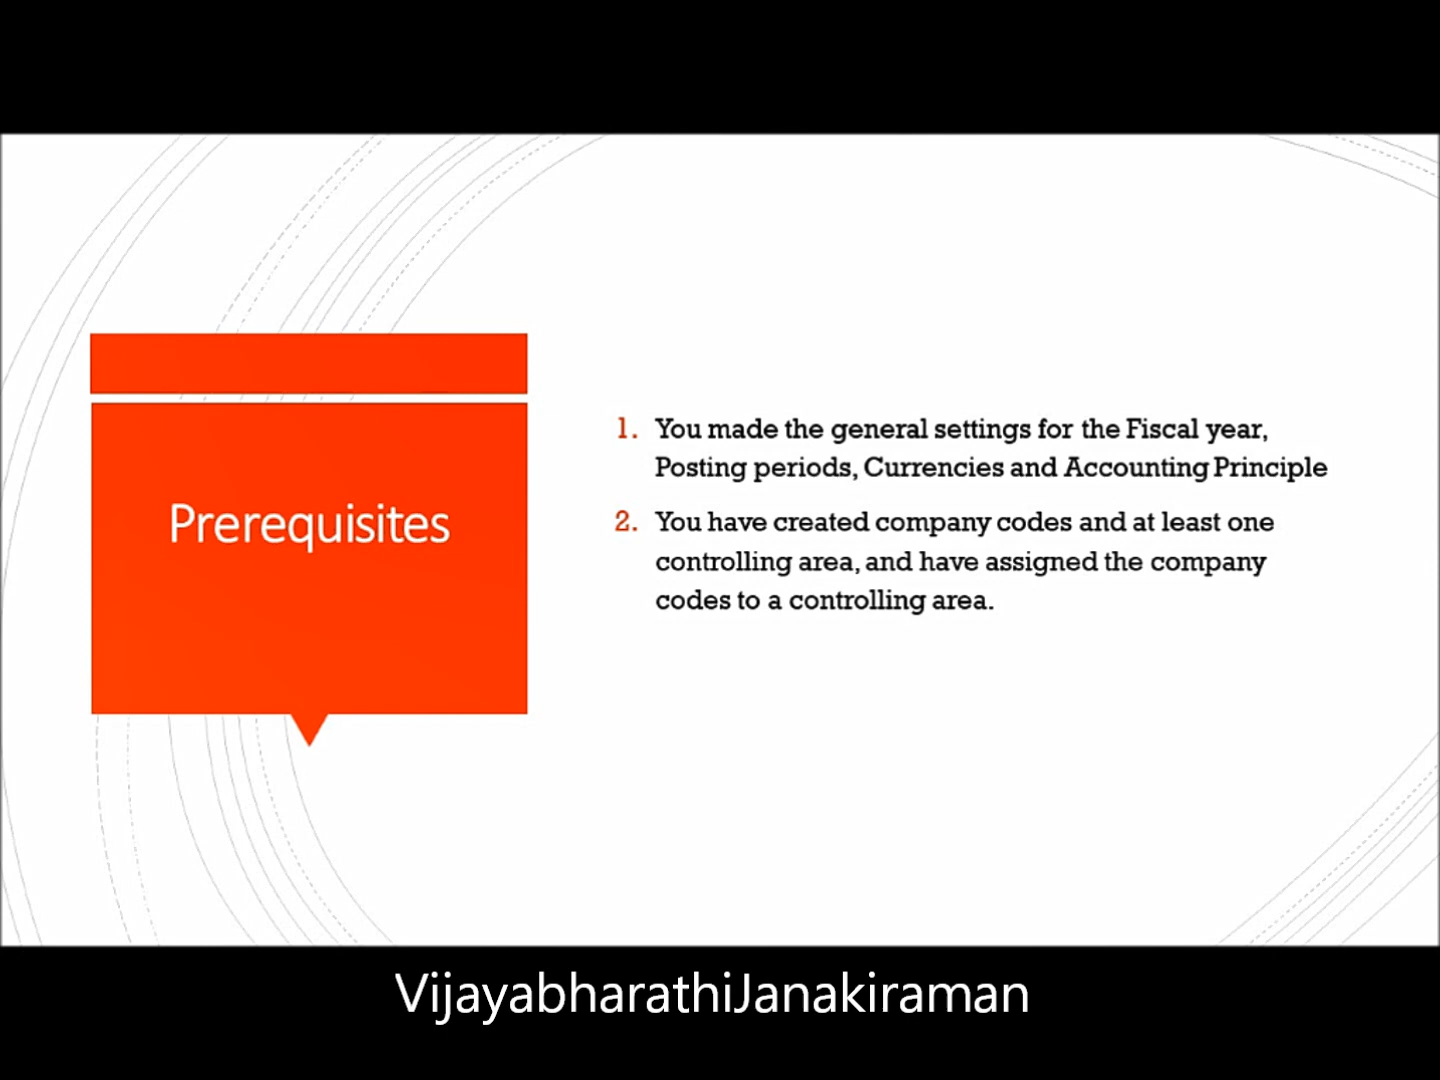 Prerequisites
1. You made the general settings for the Fiscal year,
Posting periods, Currencies and Accounting Principle
2. You have created company codes and at least one
controlling area, and have assigned the company
codes to a controlling area.
VijayabharathiJanakiraman